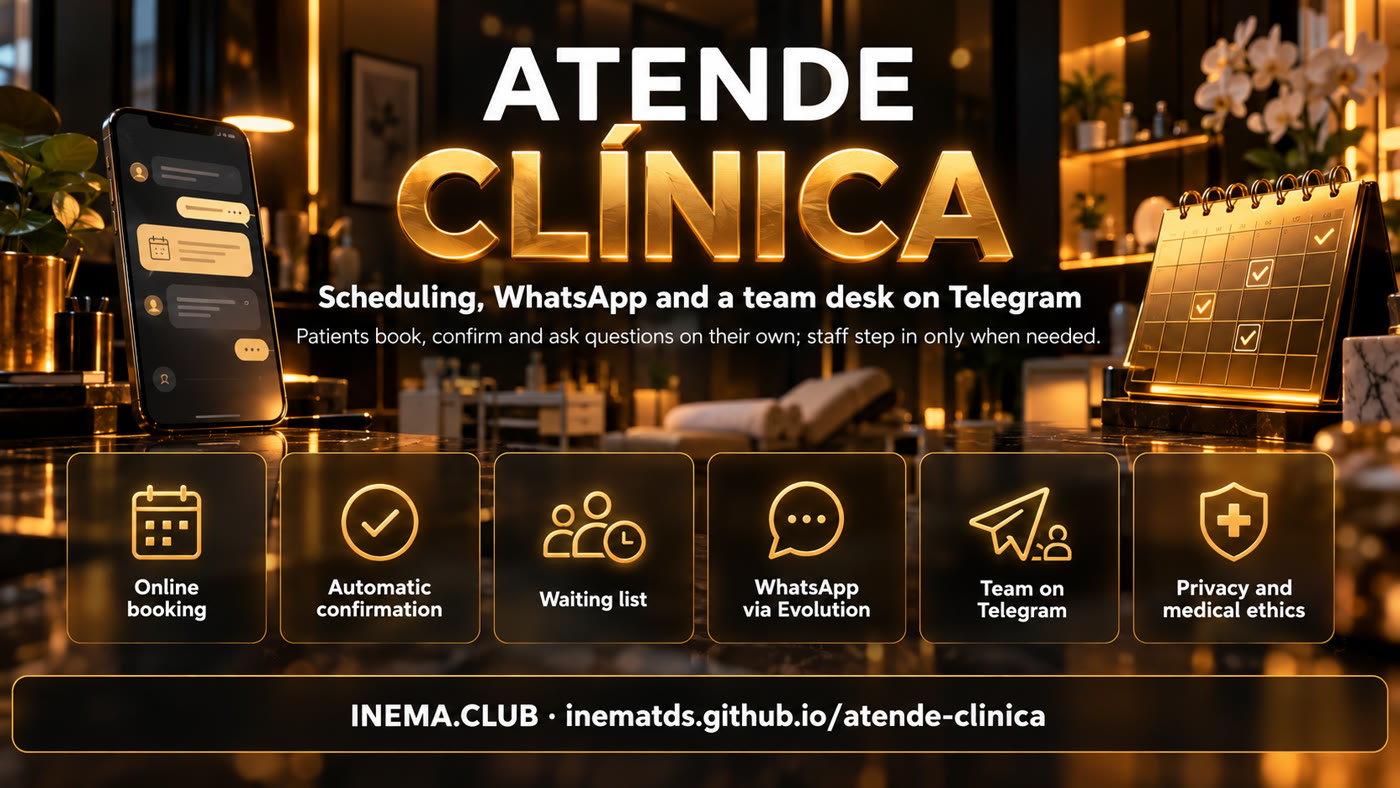 ATENDE
CLÍNICA
Scheduling, WhatsApp and a team desk on Telegram
Patients book, confirm and ask questions on their own; staff step in only when needed.
Online
booking
Automatic
confirmation
Waiting list
WhatsApp
via Evolution
Team on
Telegram
Privacy and
medical ethics
INEMA.CLUB · inematds.github.io/atende-clinica